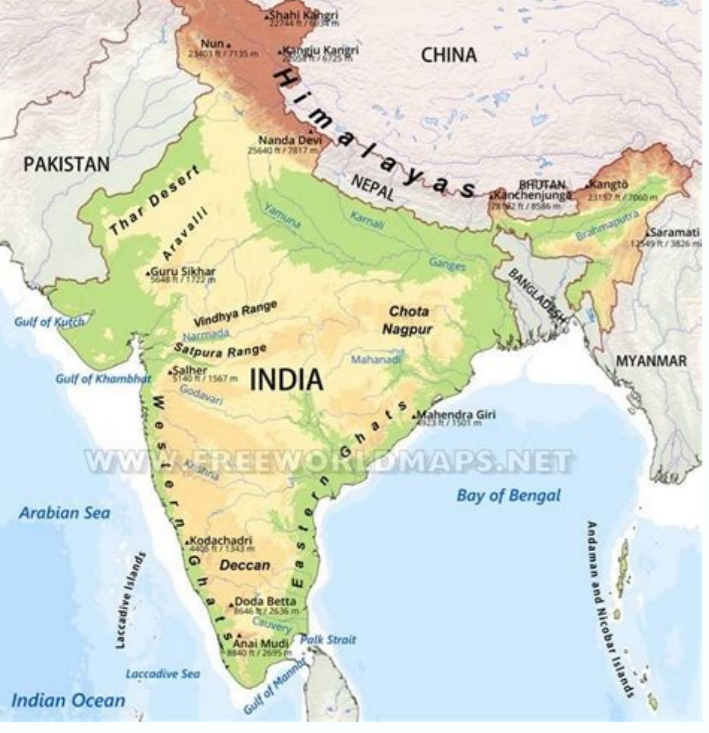 Shahi Kangri
22744 ft / 6934 m
Nun
23403 ft / 7135 m
Kangju Kangri
22058 ft / 6725 m
CHINA
Himalayas
Nanda Devi
25640 ft / 7817 m
PAKISTAN
NEPAL
BHUTAN
Kanchenjunga
28162 ft / 8586 m
Kangto
23157 ft / 7060 m
Thar Desert
Aravalli
Yamuna
Karnali
Brahmaputra
Saramati
12549 ft / 3826 m
Ganges
Guru Sikhar
5648 ft / 1722 m
BANGLADESH
Vindhya Range
Chota
Nagpur
Gulf of Kutch
Narmada
Satpura Range
Mahanadi
MYANMAR
Salher
5140 ft / 1567 m
Gulf of Khambhat
INDIA
Godavari
Mahendra Giri
4923 ft / 1501 m
Western Ghats
Eastern Ghats
WWW.FREEWORLDMAPS.NET
Krishna
Bay of Bengal
Arabian Sea
Kodachadri
4406 ft / 1343 m
Deccan
Laccadive Islands
Andaman and Nicobar Islands
Doda Betta
8646 ft / 2636 m
Cauvery
Palk Strait
Anai Mudi
8840 ft / 2695 m
Laccadive Sea
Gulf of Mannar
Indian Ocean